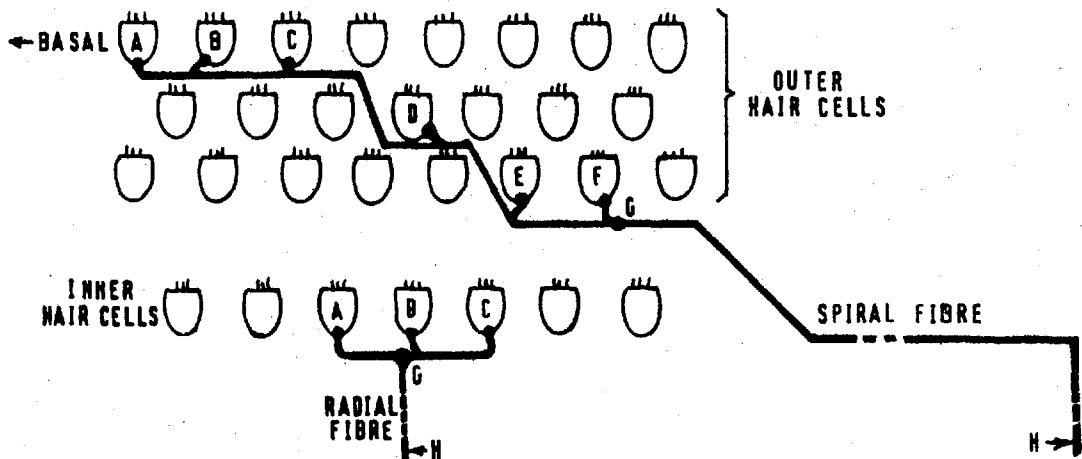 ←BASAL
A B C
OUTER
HAIR CELLS
D
E F
G
INNER
HAIR CELLS
A B C
SPIRAL FIBRE
G
RADIAL
FIBRE
←H
H→